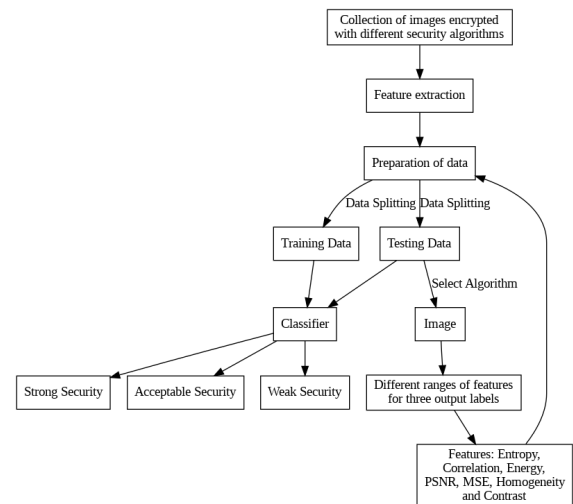 Collection of images encrypted
with different security algorithms
Feature extraction
Preparation of data
Data Splitting
Data Splitting
Training Data
Testing Data
Select Algorithm
Classifier
Image
Strong Security
Acceptable Security
Weak Security
Different ranges of features
for three output labels
Features: Entropy,
Correlation, Energy,
PSNR, MSE, Homogeneity
and Contrast